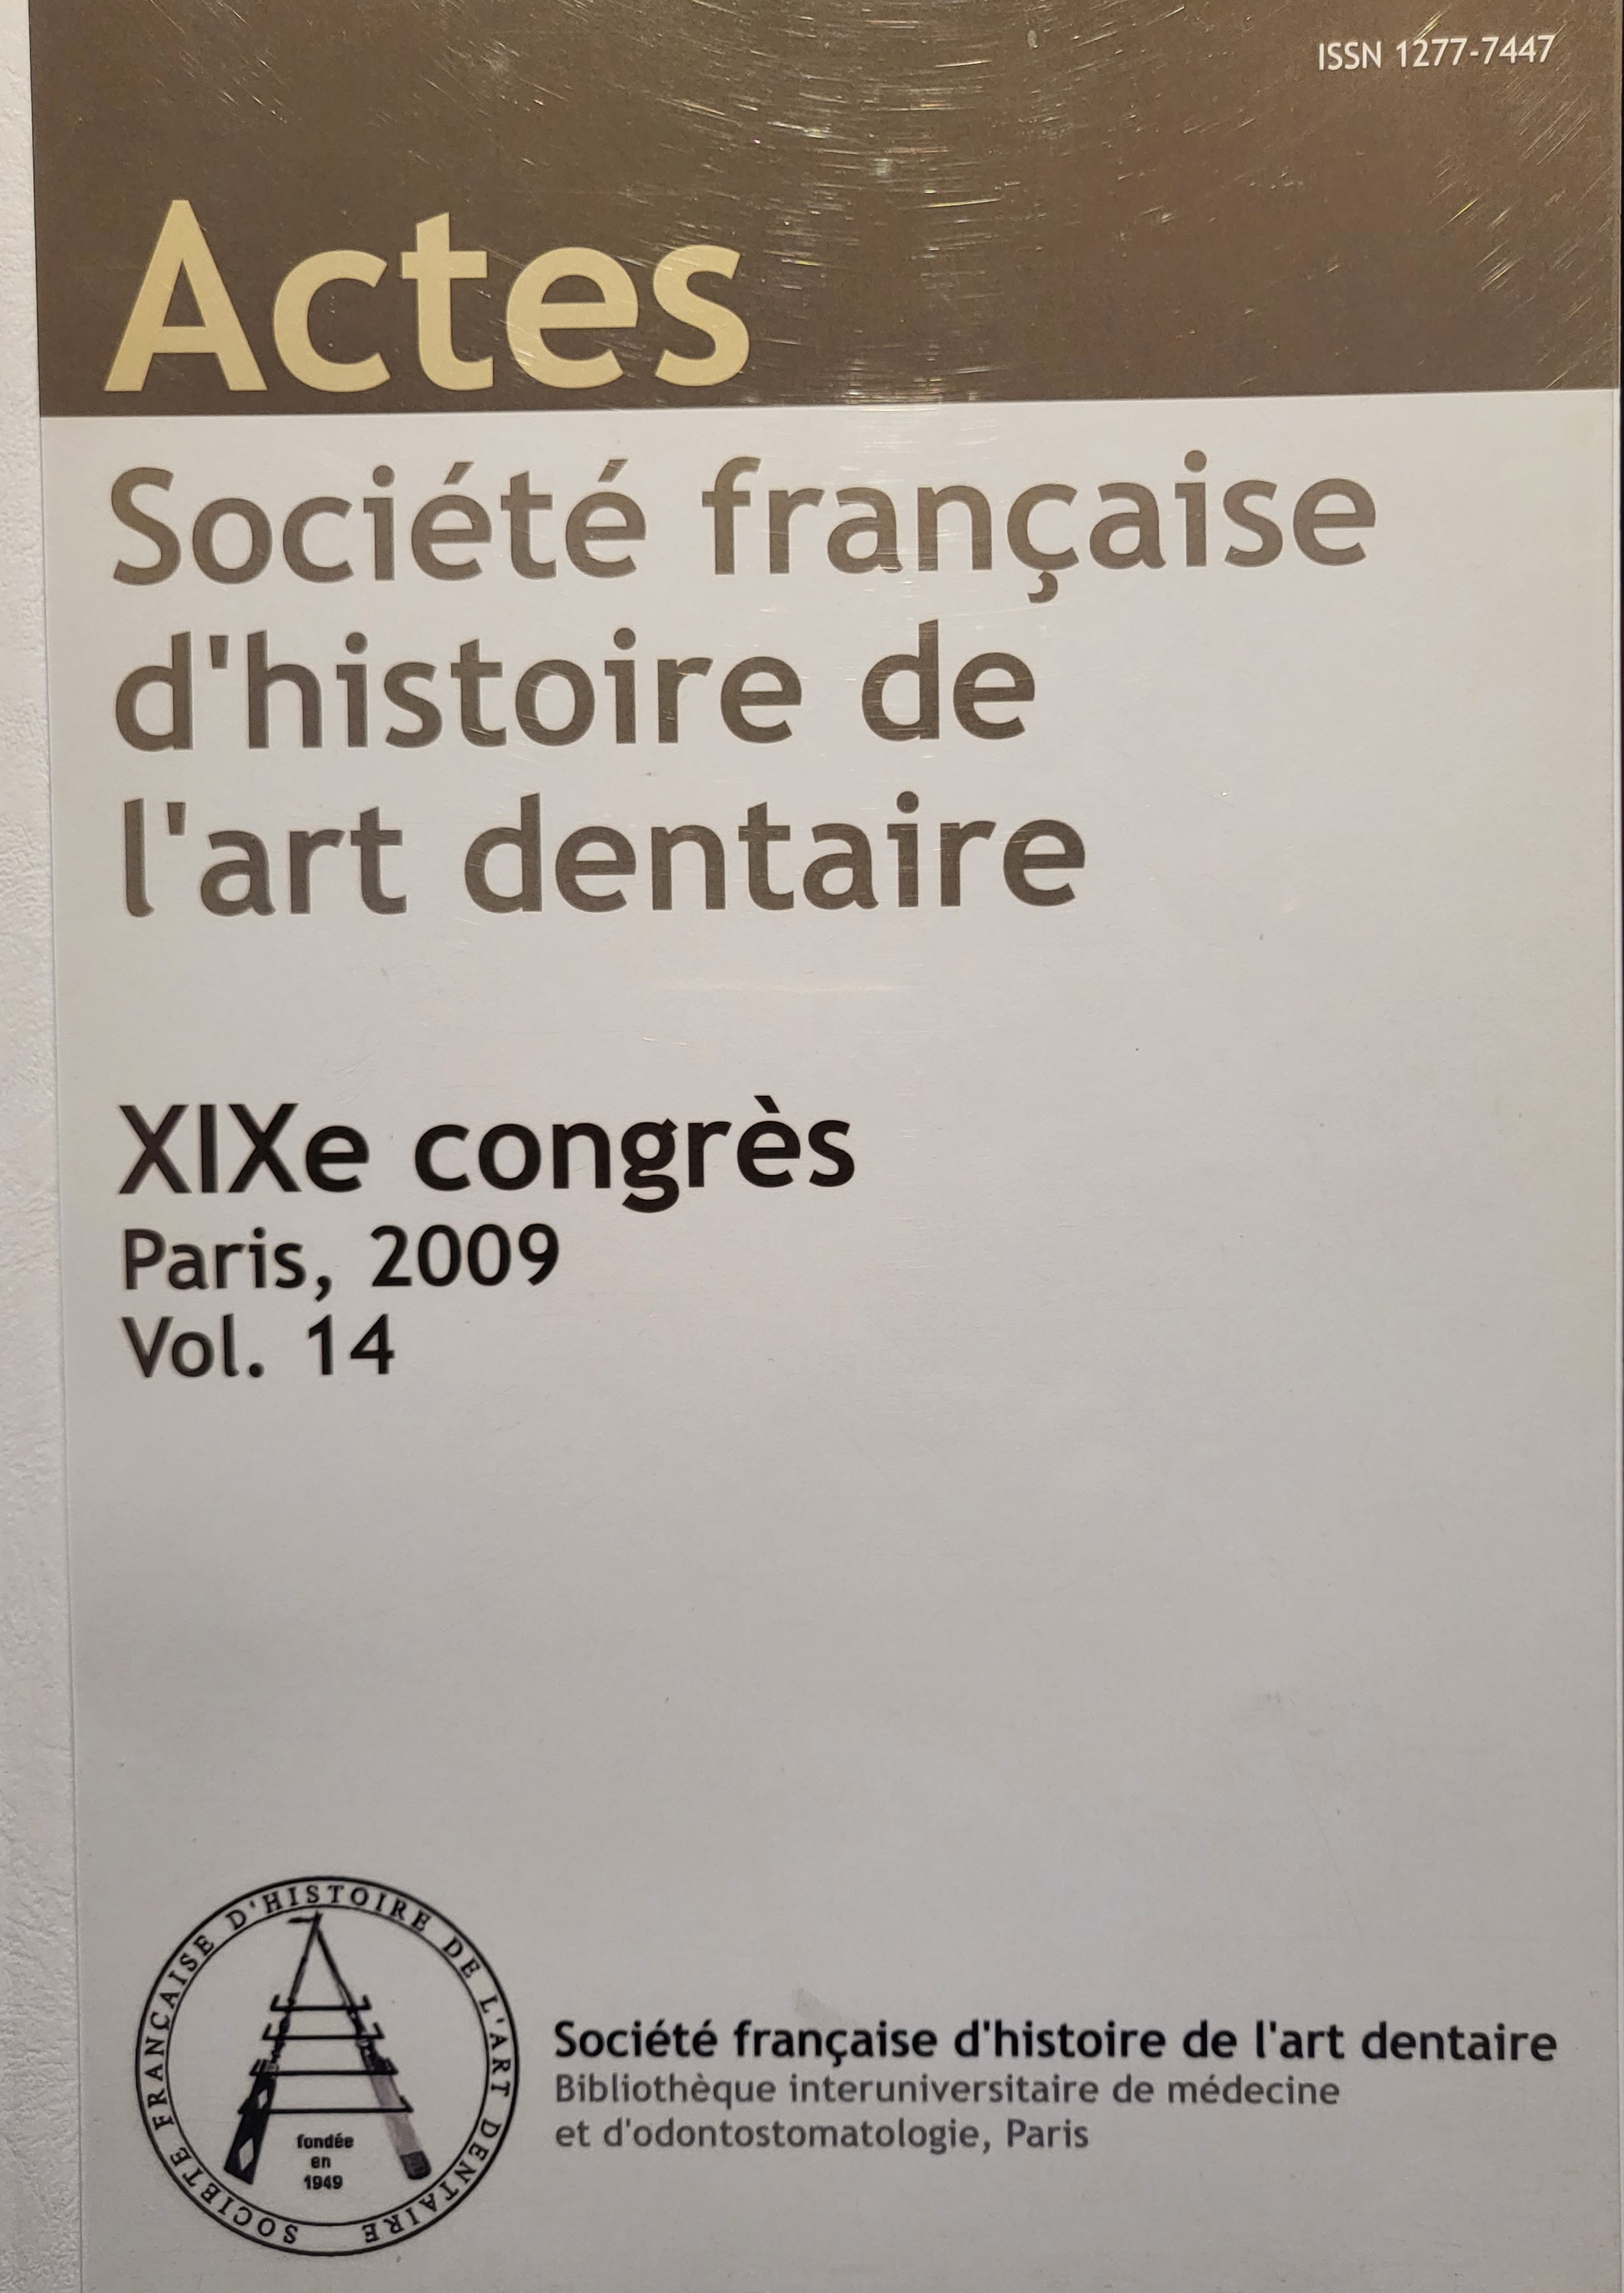 ISSN 1277-7447
Actes
Société française
d'histoire de
l'art dentaire
XIXe congrès
Paris, 2009
Vol. 14
SOCIETE FRANCAISE D'HISTOIRE DE L'ART DENTAIRE
fondée
en
1949
Société française d'histoire de l'art dentaire
Bibliothèque interuniversitaire de médecine
et d'odontostomatologie, Paris